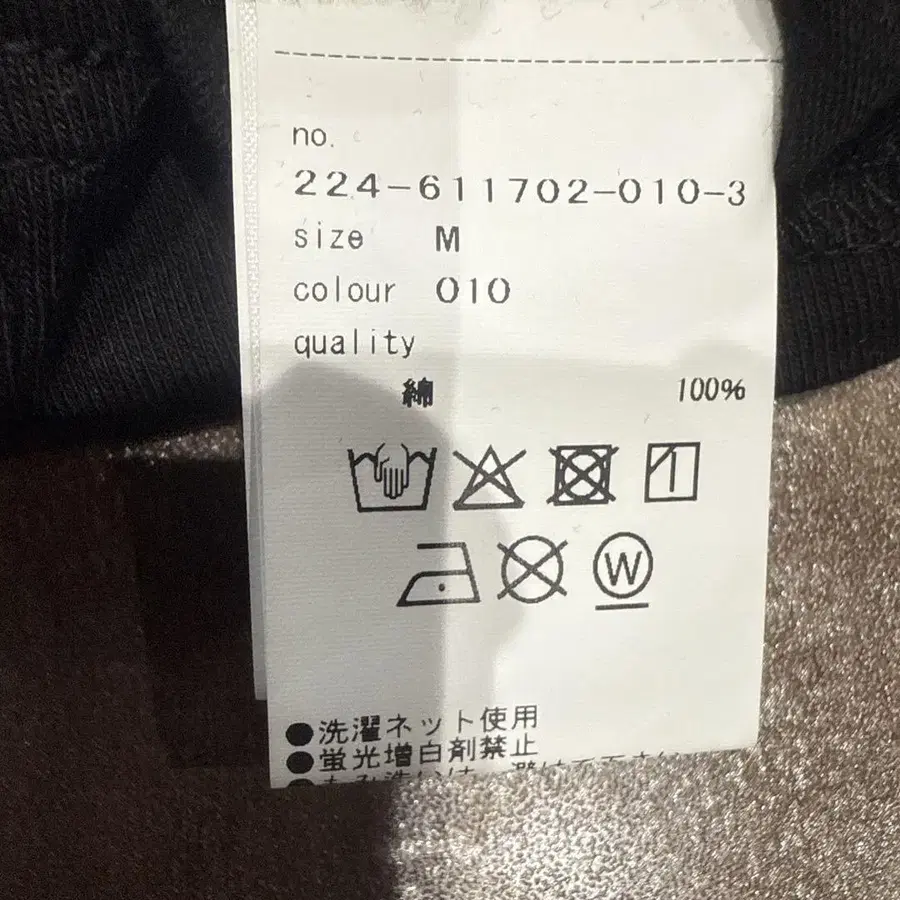 no.
224-611702-010-3
size M
colour 010
quality
綿 100%
W
●洗濯ネット使用
●蛍光増白剤禁止